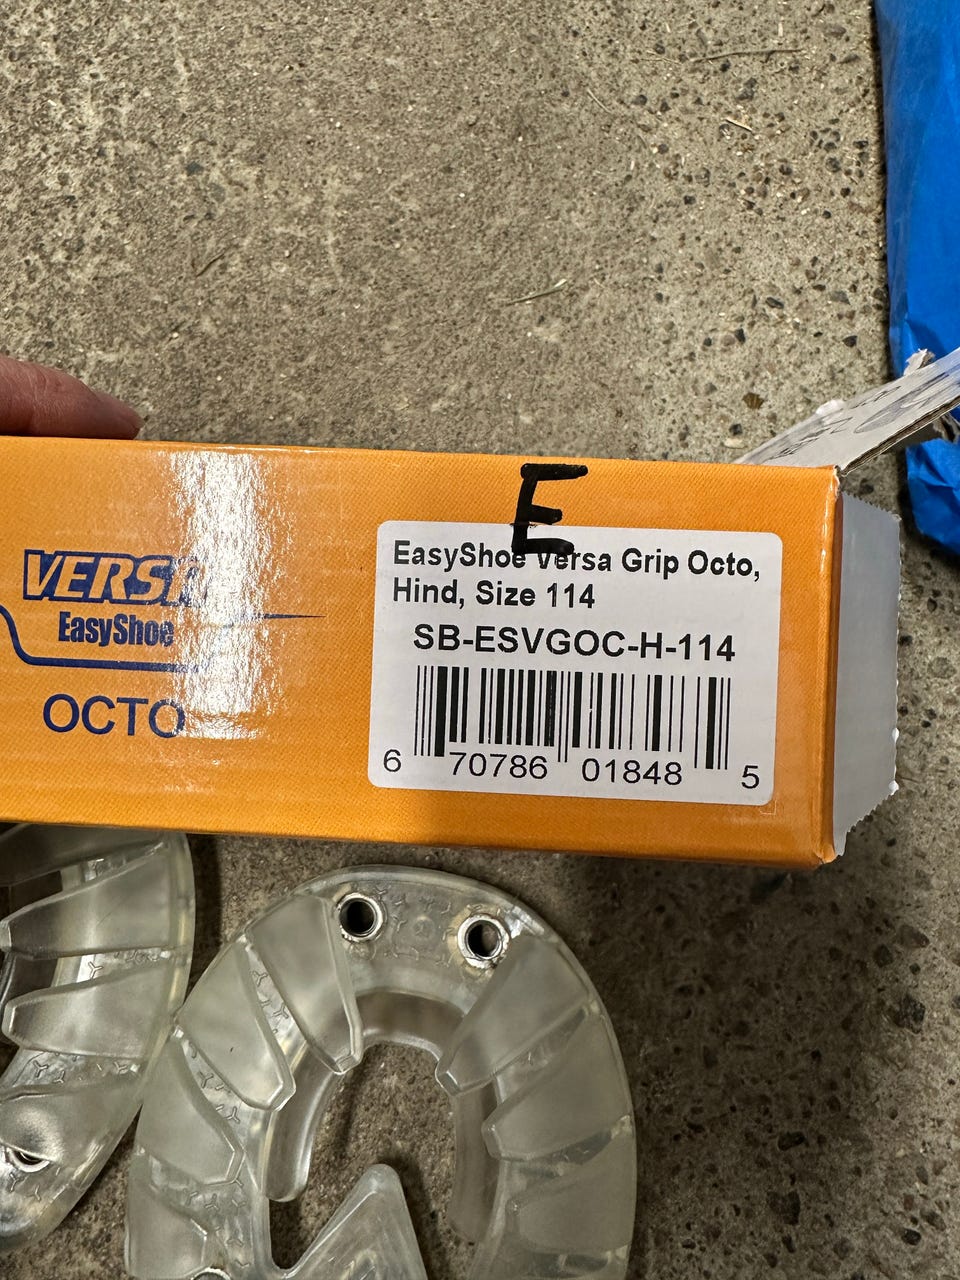 E
VERSA
EasyShoe
OCTO
EasyShoe Versa Grip Octo,
Hind, Size 114
SB-ESVGOC-H-114
6 70786 01848 5